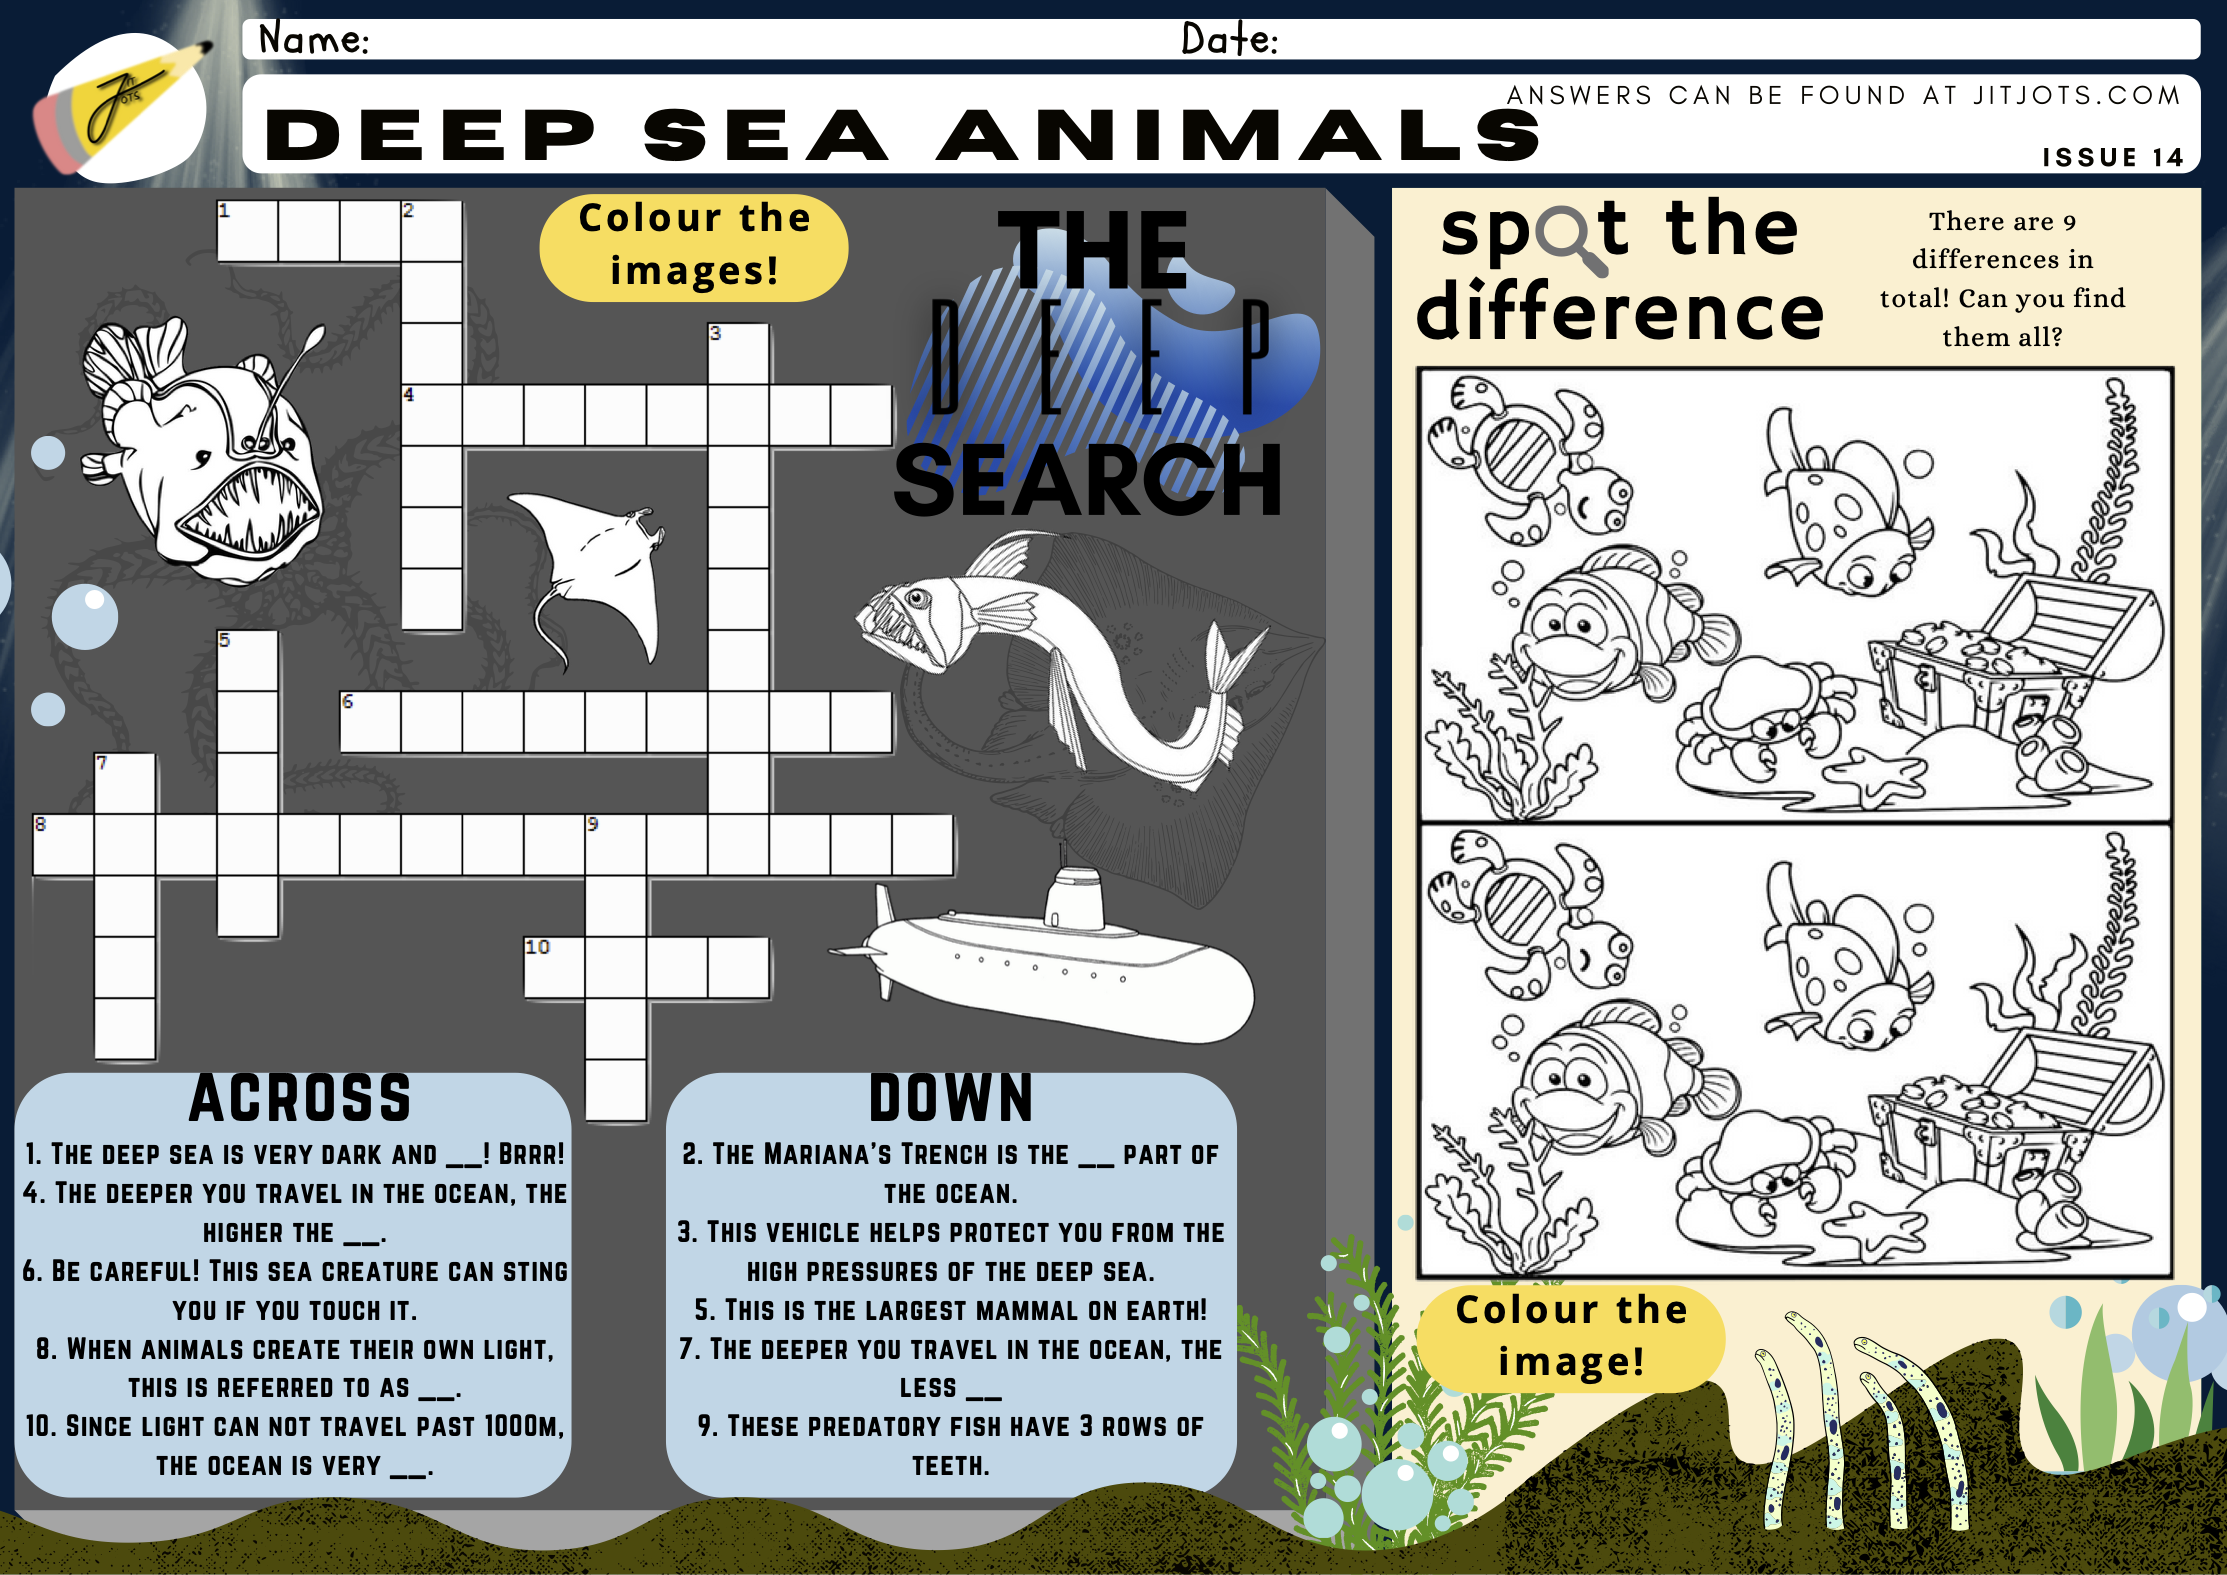 Name:
Date:
JIT
JOTS
DEEP SEA ANIMALS
ANSWERS CAN BE FOUND AT JITJOTS.COM
ISSUE 14
Colour the
images!
THE
DEEP
SEARCH
1
2
3
4
5
6
7
8
9
10
ACROSS
1. THE DEEP SEA IS VERY DARK AND __! BRRR!
4. THE DEEPER YOU TRAVEL IN THE OCEAN, THE
HIGHER THE __.
6. BE CAREFUL! THIS SEA CREATURE CAN STING
YOU IF YOU TOUCH IT.
8. WHEN ANIMALS CREATE THEIR OWN LIGHT,
THIS IS REFERRED TO AS __.
10. SINCE LIGHT CAN NOT TRAVEL PAST 1000M,
THE OCEAN IS VERY __.
DOWN
2. THE MARIANA'S TRENCH IS THE __ PART OF
THE OCEAN.
3. THIS VEHICLE HELPS PROTECT YOU FROM THE
HIGH PRESSURES OF THE DEEP SEA.
5. THIS IS THE LARGEST MAMMAL ON EARTH!
7. THE DEEPER YOU TRAVEL IN THE OCEAN, THE
LESS __
9. THESE PREDATORY FISH HAVE 3 ROWS OF
TEETH.
spot the
difference
There are 9
differences in
total! Can you find
them all?
Colour the
image!